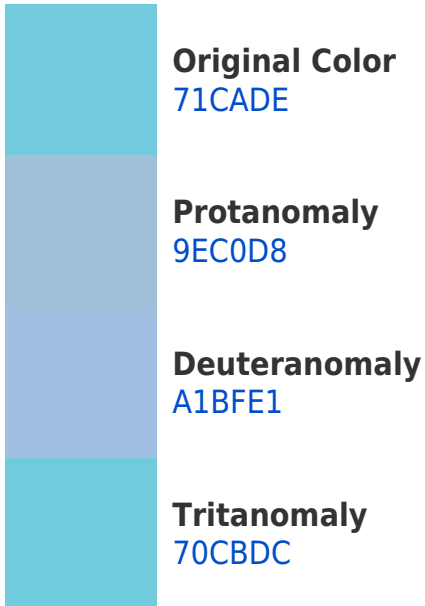 Original Color
71CADE
Protanomaly
9EC0D8
Deuteranomaly
A1BFE1
Tritanomaly
70CBDC